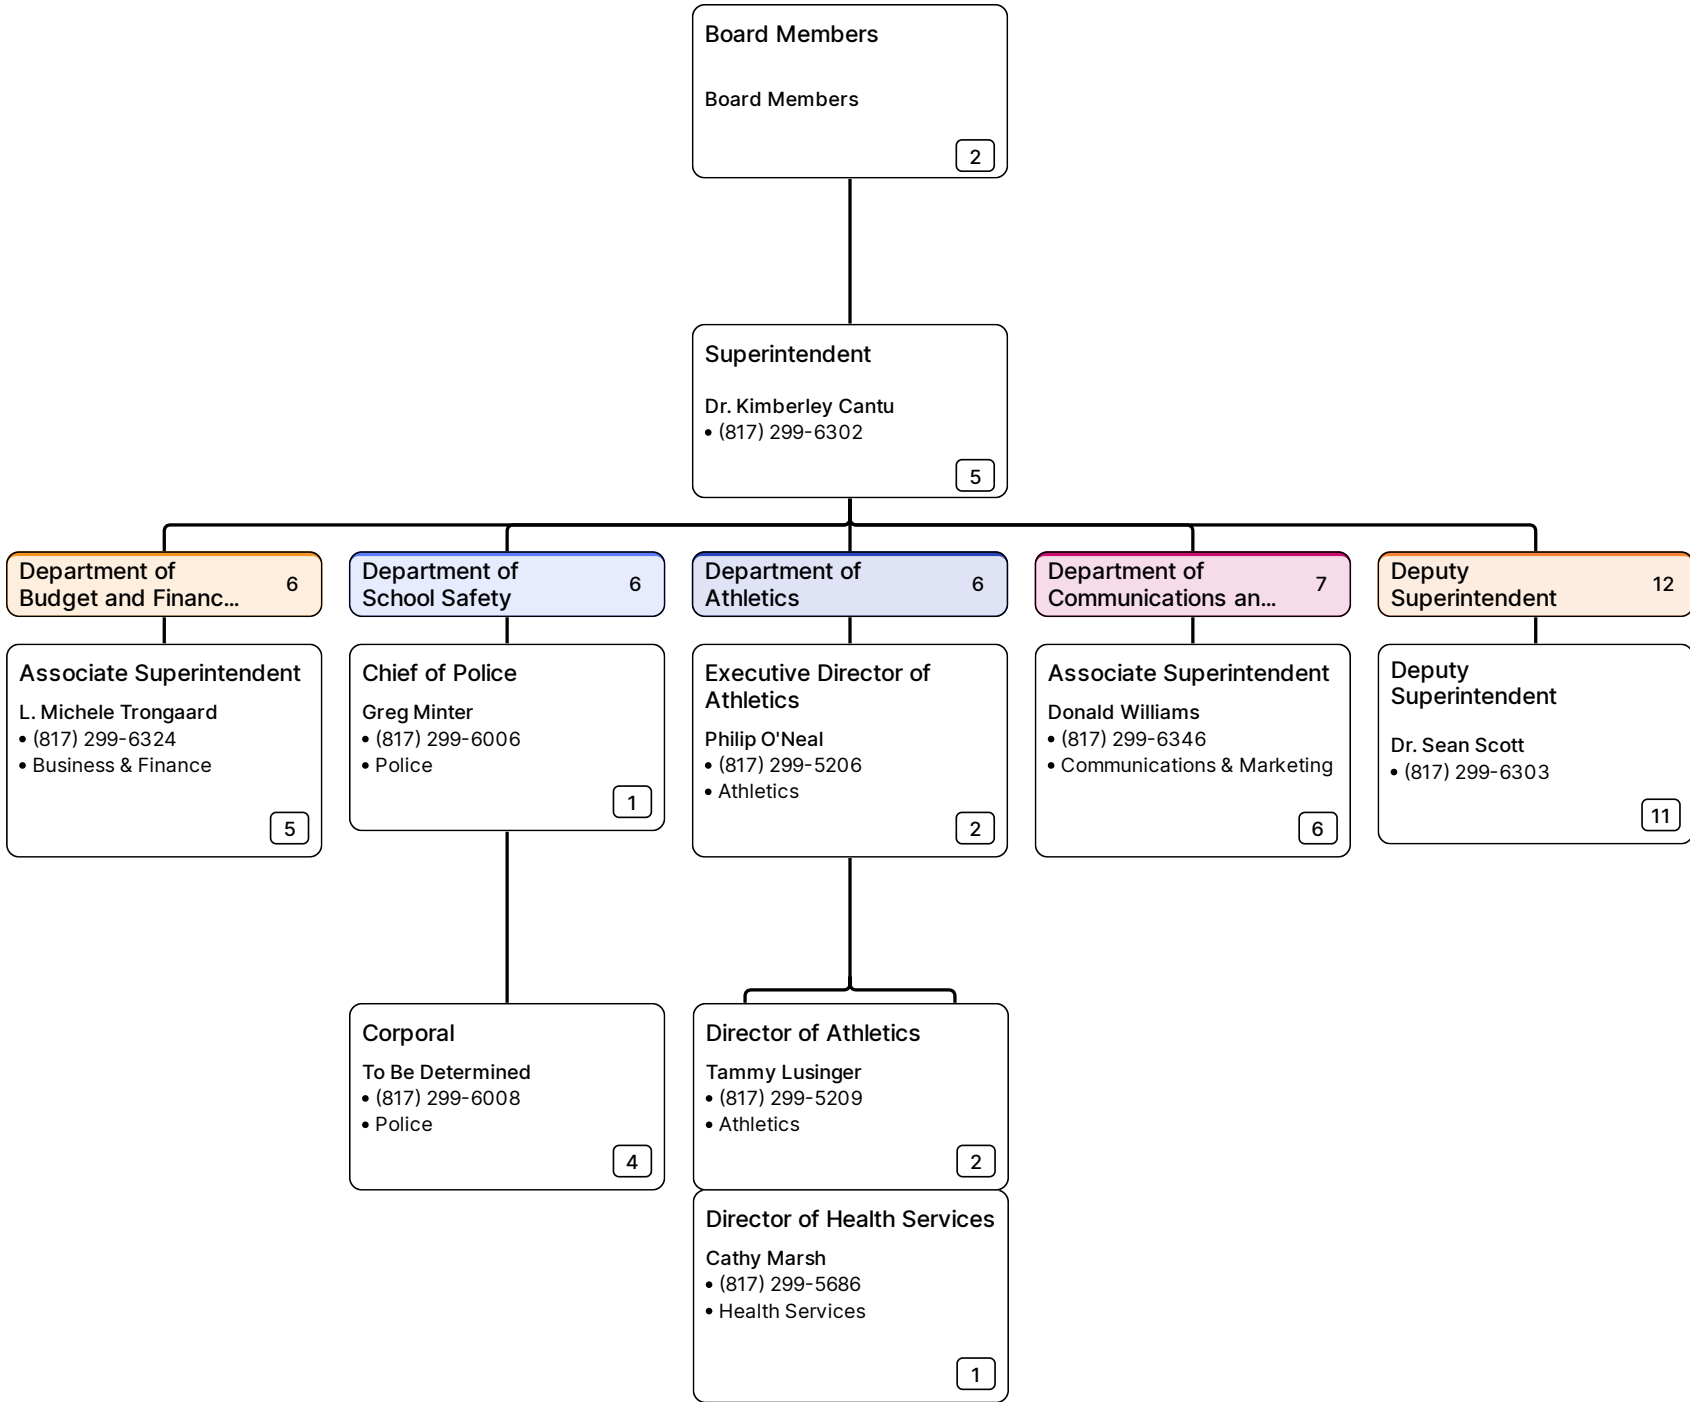 Board Members
Board Members
2
Superintendent
Dr. Kimberley Cantu
• (817) 299-6302
5
Department of
Budget and Financ...
6
Department of
School Safety
6
Department of
Athletics
6
Department of
Communications an...
7
Deputy
Superintendent
12
Associate Superintendent
L. Michele Trongaard
• (817) 299-6324
• Business & Finance
5
Chief of Police
Greg Minter
• (817) 299-6006
• Police
1
Executive Director of
Athletics
Philip O'Neal
• (817) 299-5206
• Athletics
2
Associate Superintendent
Donald Williams
• (817) 299-6346
• Communications & Marketing
6
Deputy
Superintendent
Dr. Sean Scott
• (817) 299-6303
11
Corporal
To Be Determined
• (817) 299-6008
• Police
4
Director of Athletics
Tammy Lusinger
• (817) 299-5209
• Athletics
2
Director of Health Services
Cathy Marsh
• (817) 299-5686
• Health Services
1